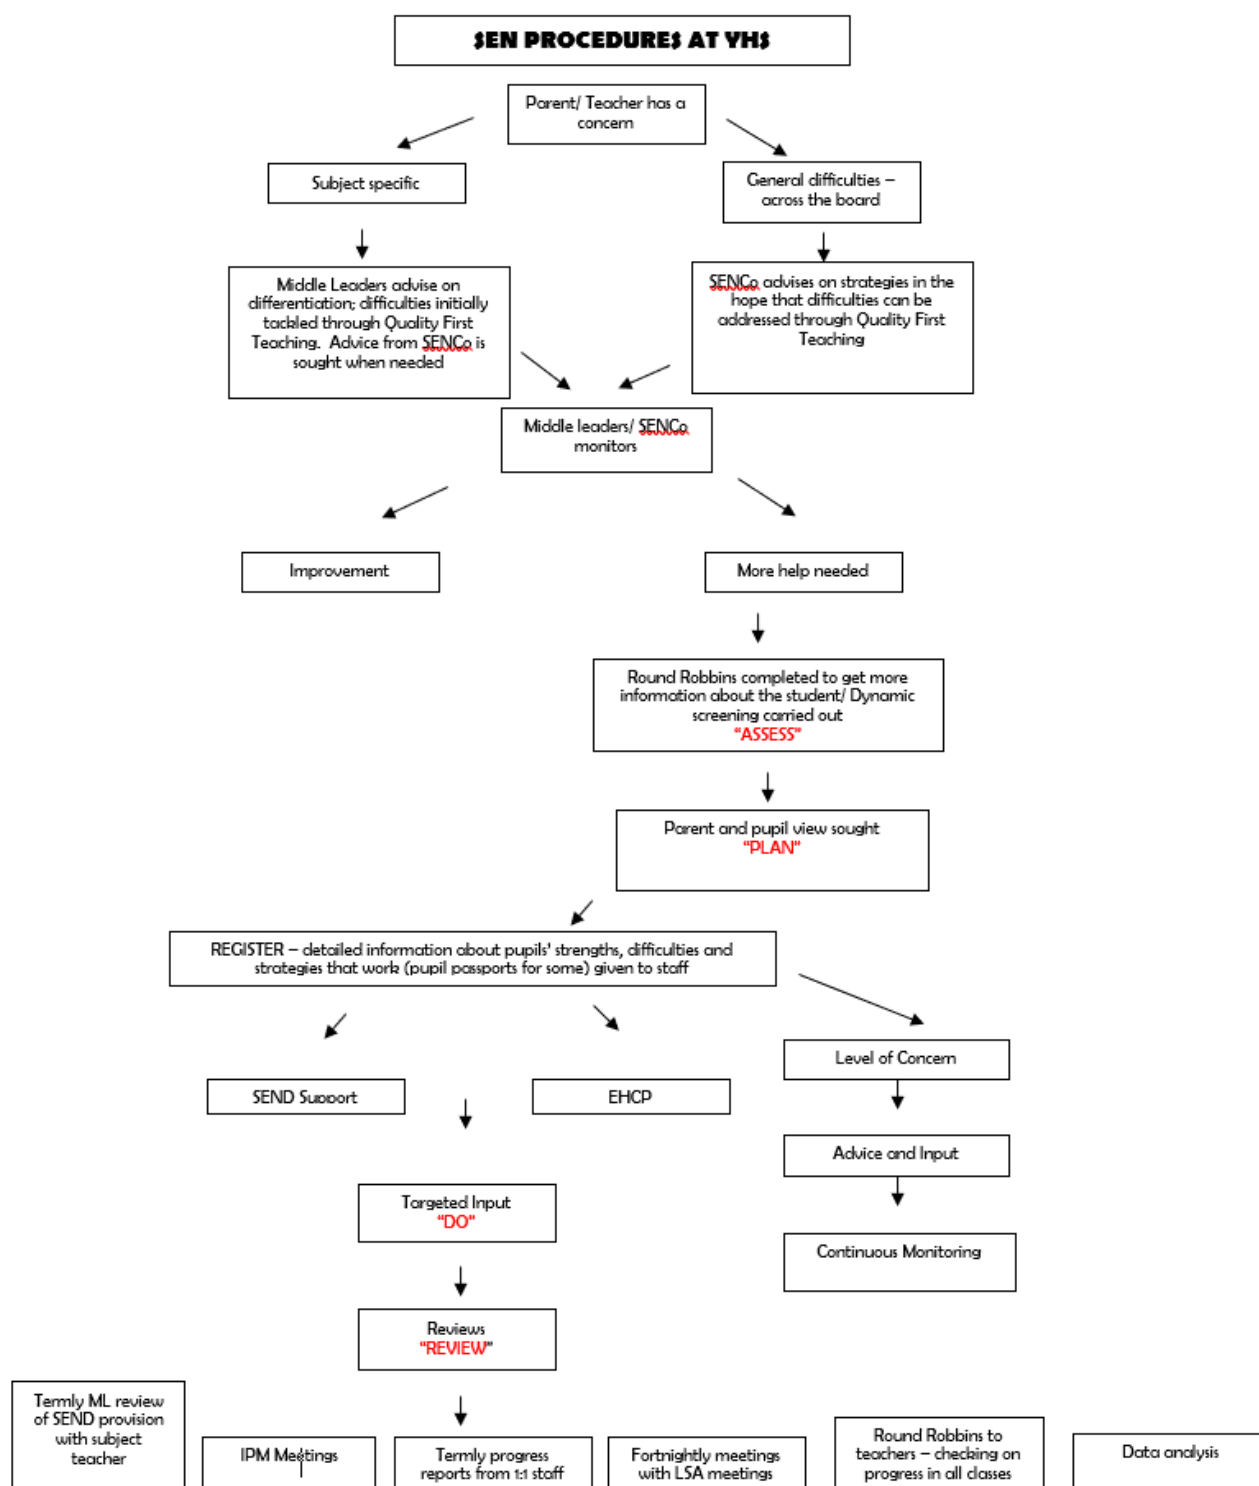 SEN PROCEDURES AT YHS
Parent/ Teacher has a
concern
Subject specific
General difficulties –
across the board
Middle Leaders advise on
differentiation; difficulties initially
tackled through Quality First
Teaching. Advice from SENCo is
sought when needed
SENCo advises on strategies in the
hope that difficulties can be
addressed through Quality First
Teaching
Middle leaders/ SENCo
monitors
Improvement
More help needed
Round Robbins completed to get more
information about the student/ Dynamic
screening carried out
“ASSESS”
Parent and pupil view sought
“PLAN”
REGISTER – detailed information about pupils’ strengths, difficulties and
strategies that work (pupil passports for some) given to staff
Level of Concern
SEND Support
EHCP
Advice and Input
Targeted Input
“DO”
Continuous Monitoring
Reviews
“REVIEW”
Termly ML review
of SEND provision
with subject
teacher
IPM Meetings
Termly progress
reports from 1:1 staff
Fortnightly meetings
with LSA meetings
Round Robbins to
teachers – checking on
progress in all classes
Data analysis